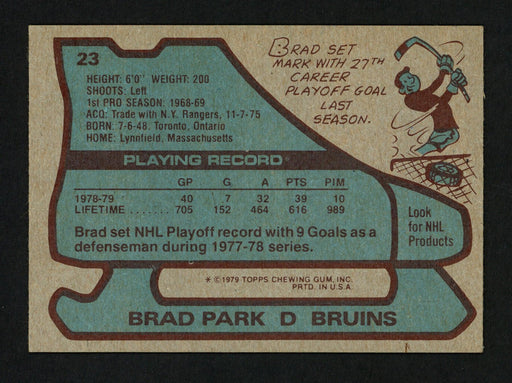 23
HEIGHT: 6'0" WEIGHT: 200
SHOOTS: Left
1st PRO SEASON: 1968-69
ACQ: Trade with N.Y. Rangers, 11-7-75
BORN: 7-6-48, Toronto, Ontario
HOME: Lynnfield, Massachusetts
BRAD SET
MARK WITH 27TH
CAREER
PLAYOFF GOAL
LAST
SEASON.
PLAYING RECORD
GP G A PTS PIM
1978-79 40 7 32 39 10
LIFETIME 705 152 464 616 989
Brad set NHL Playoff record with 9 Goals as a
defenseman during 1977-78 series.
Look
for NHL
Products
* © 1979 TOPPS CHEWING GUM, INC.
PRTD. IN U.S.A.
BRAD PARK D BRUINS